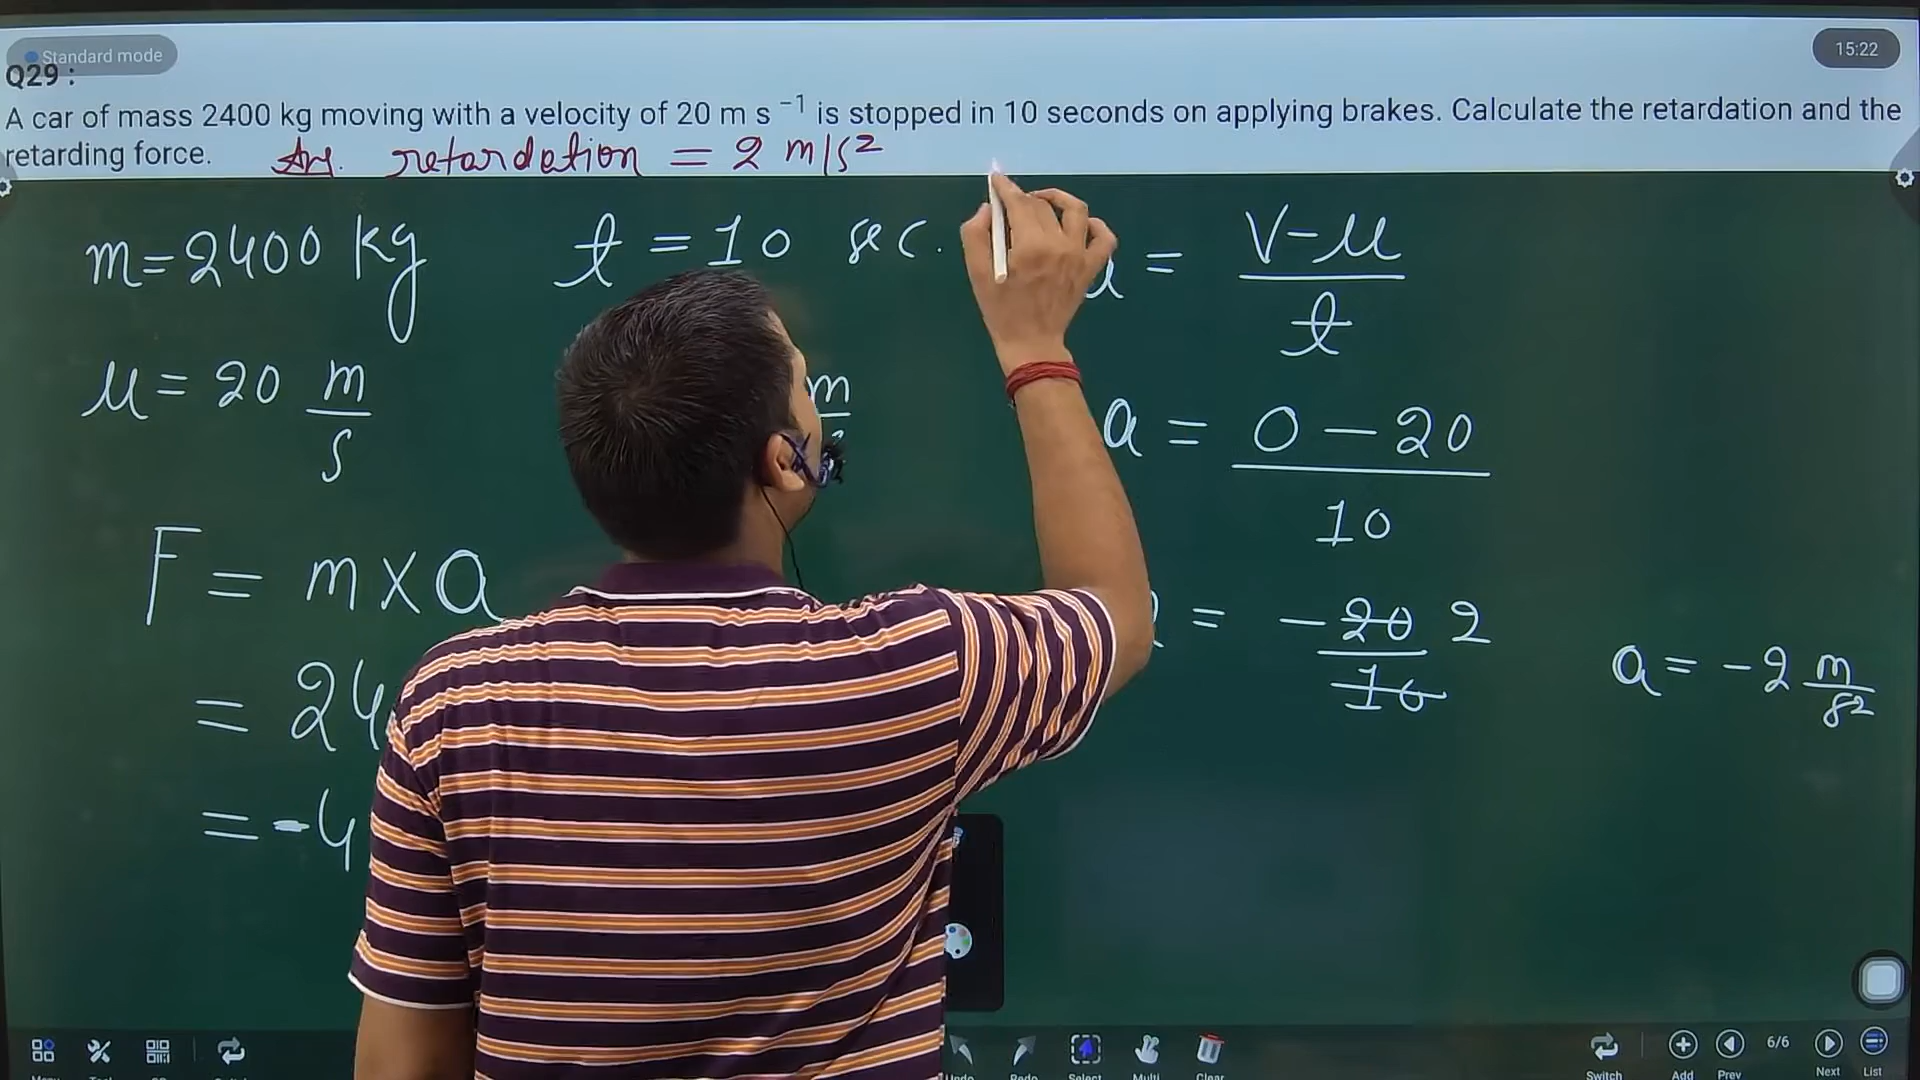 Standard mode
15:22
Q29 :
A car of mass 2400 kg moving with a velocity of 20 m s ⁻¹ is stopped in 10 seconds on applying brakes. Calculate the retardation and the
retarding force. Ans. retardation = 2 m/s²
m = 2400 kg
t = 10 sec.
= v-u / t
u = 20 m/s
m
a = 0 - 20 / 10
F = m x a
= -20 2 / 10
a = -2 m/s²
= 24
= -4
Undo Redo Select Multi Clear
6/6
Switch Add Prev Next List